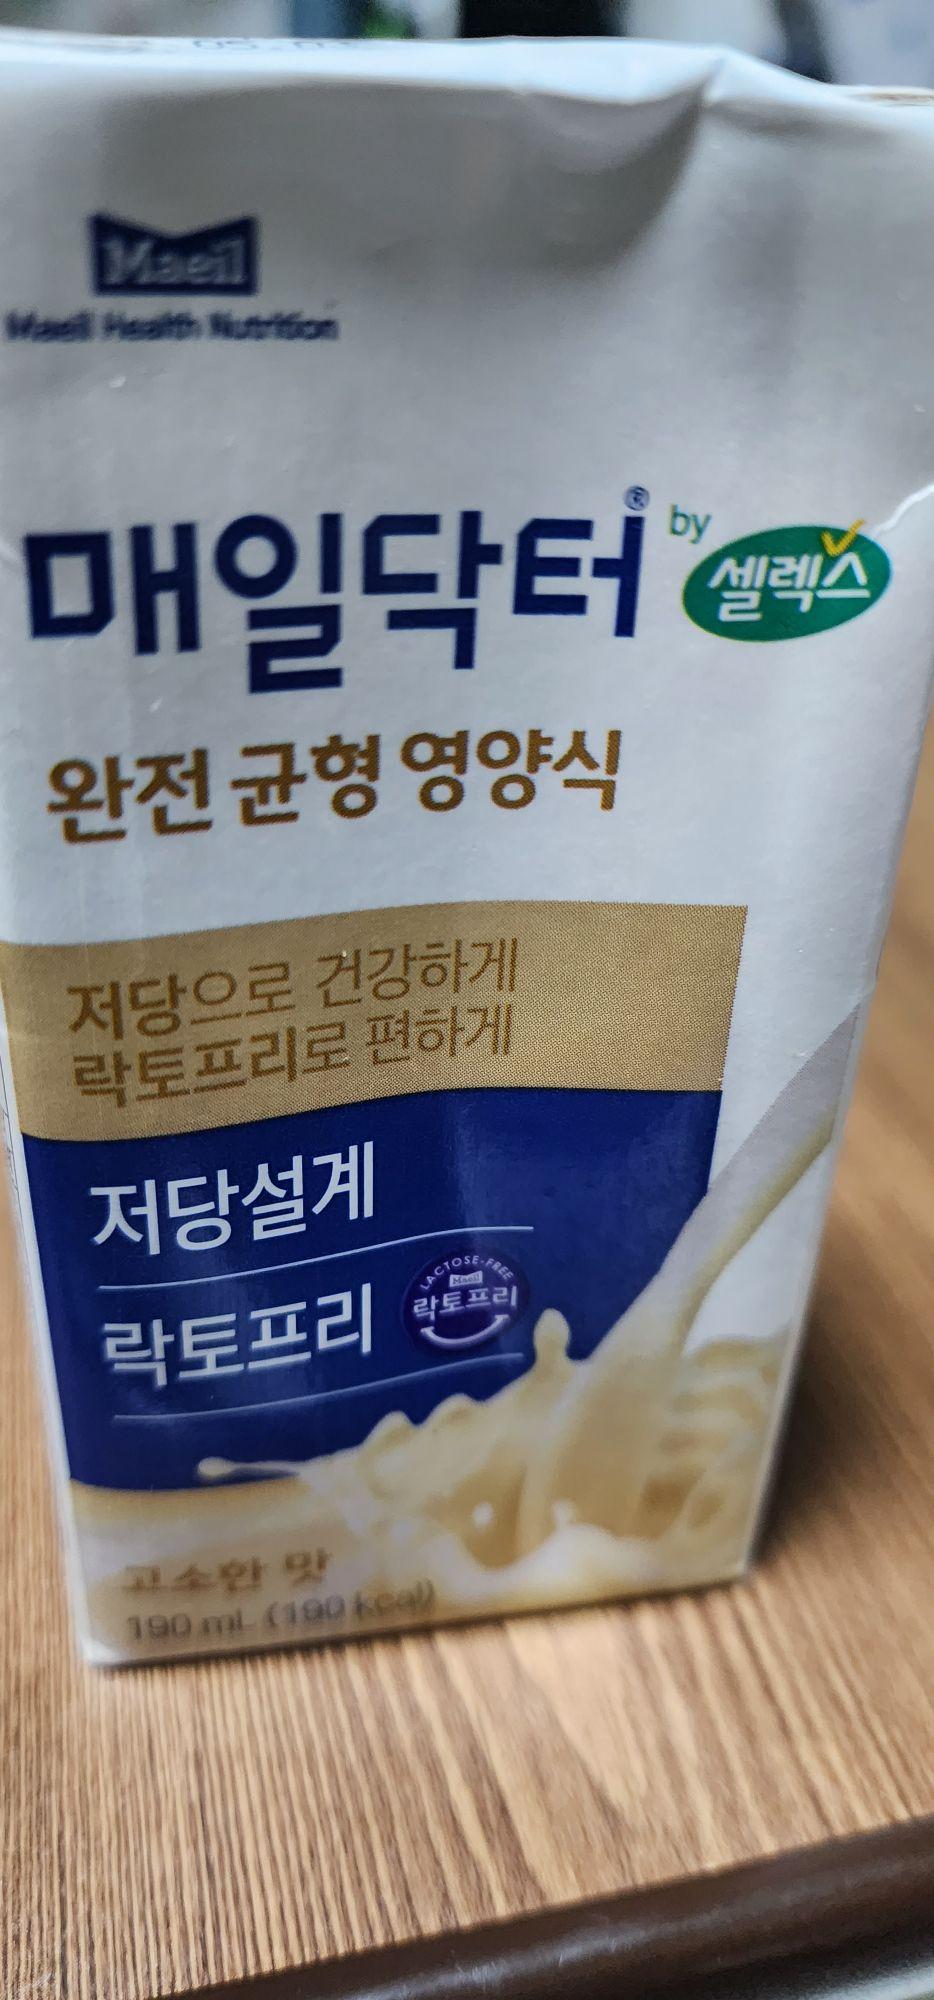 Maeil
Maeil Health Nutrition
매일닥터® by 셀렉스
완전 균형 영양식
저당으로 건강하게
락토프리로 편하게
저당설계
락토프리
LACTOSE-FREE
Maeil
락토프리
고소한 맛
190 mL (190 kcal)